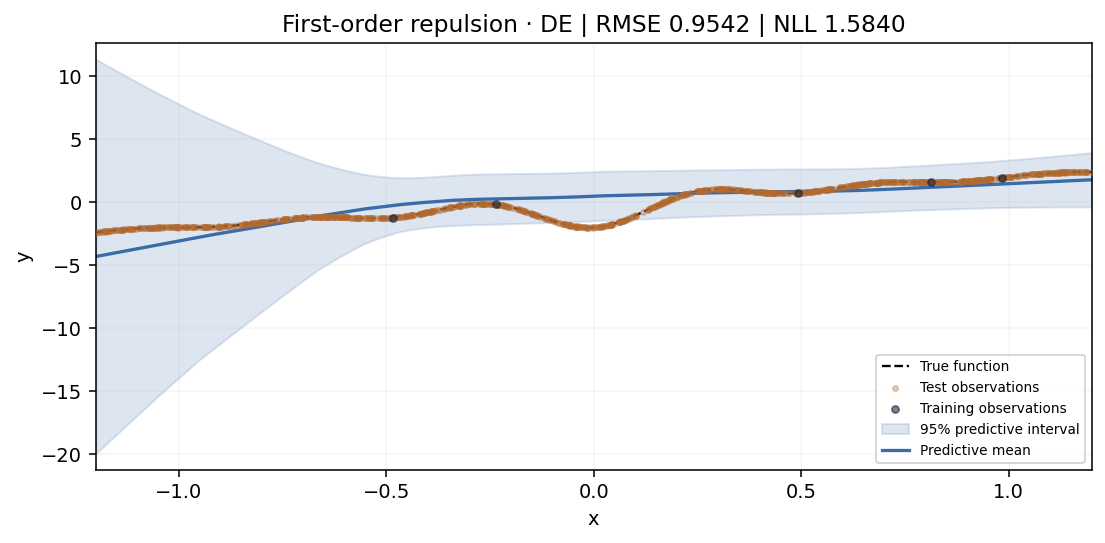 First-order repulsion · DE | RMSE 0.9542 | NLL 1.5840
10
5
0
−5
−10
−15
−20
y
−1.0
−0.5
0.0
0.5
1.0
x
True function
Test observations
Training observations
95% predictive interval
Predictive mean